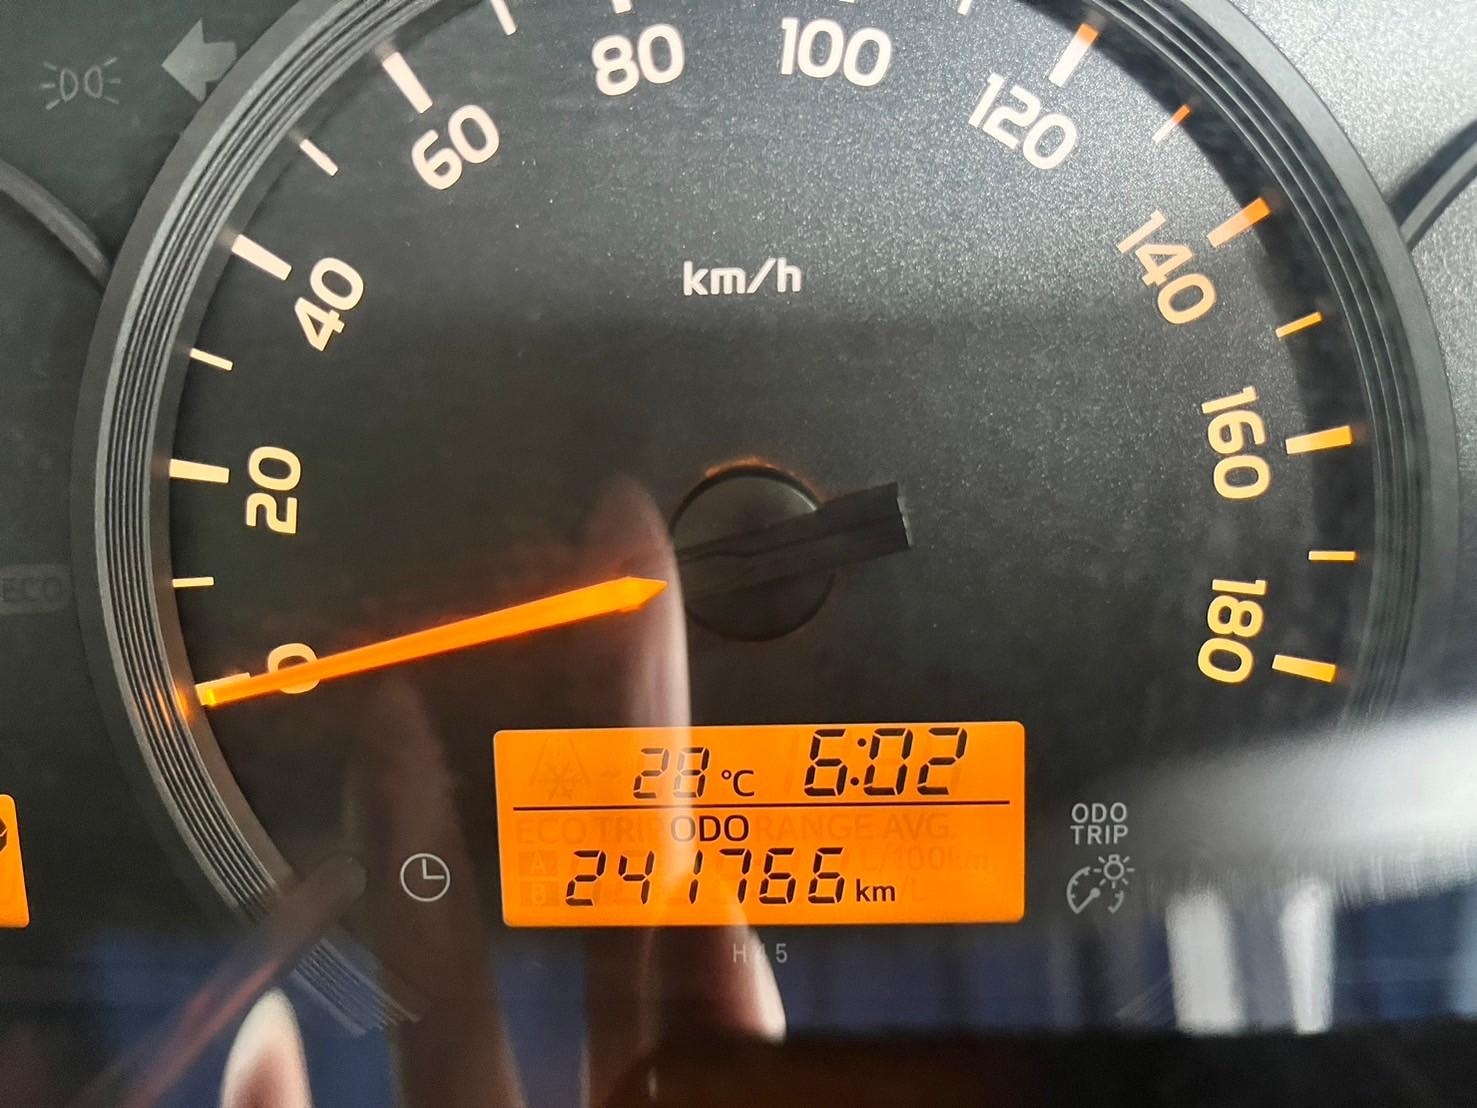 80
100
60
120
km/h
40
140
160
20
ECO
180
0
28 °C 6:02
ODO
241766 km
ECO TRIP RANGE AVG.
A L/100km
B
ODO
TRIP